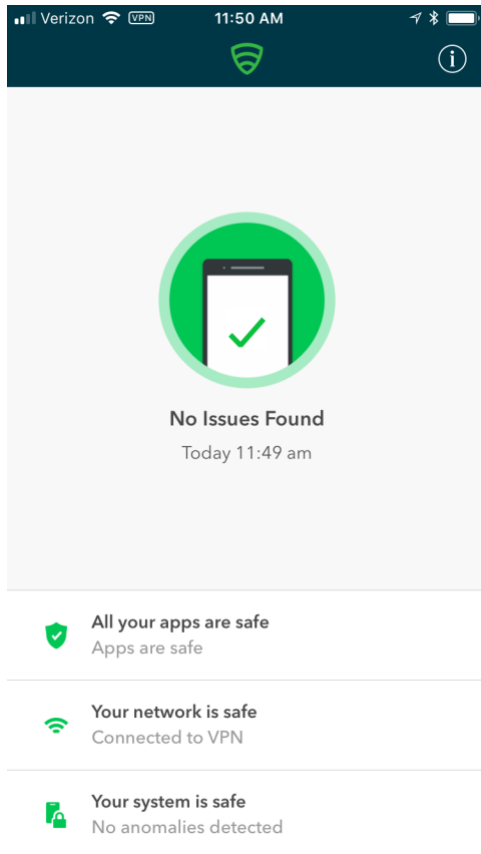 Verizon VPN 11:50 AM
No Issues Found
Today 11:49 am
All your apps are safe
Apps are safe
Your network is safe
Connected to VPN
Your system is safe
No anomalies detected